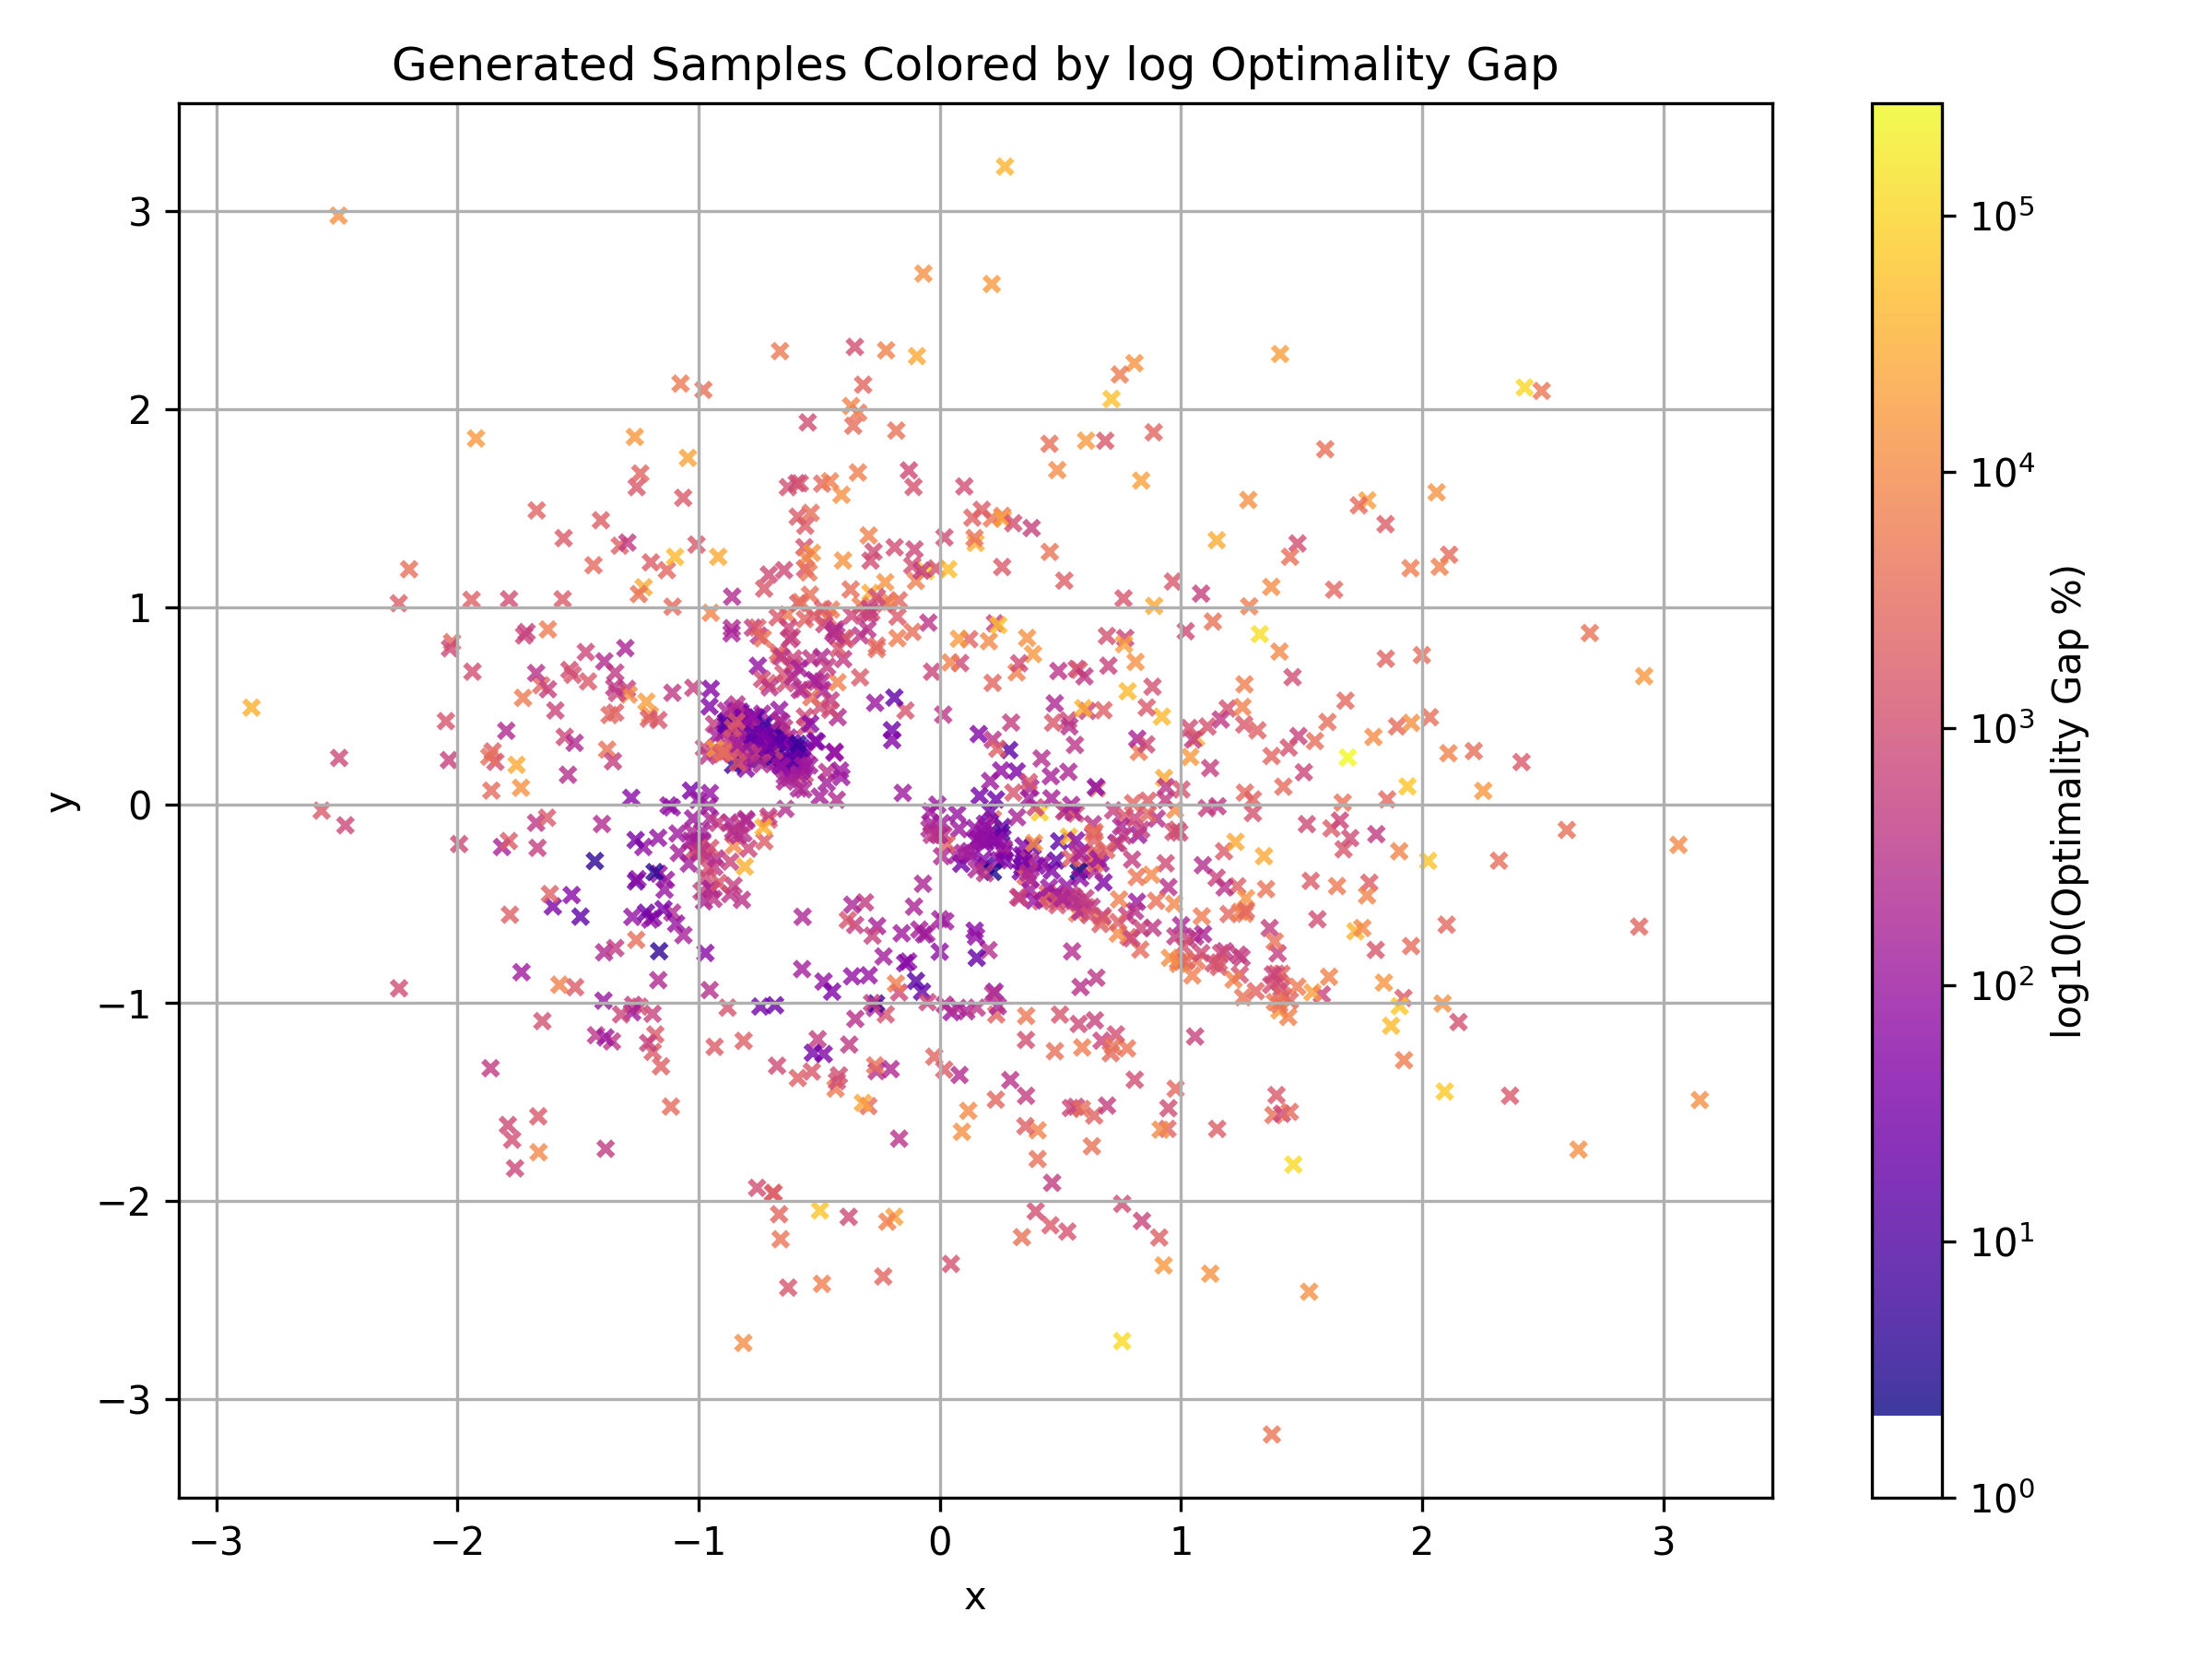 Generated Samples Colored by log Optimality Gap
3
2
1
0
−1
−2
−3
y
−3 −2 −1 0 1 2 3
x
10⁵
10⁴
10³
10²
10¹
10⁰
log10(Optimality Gap %)